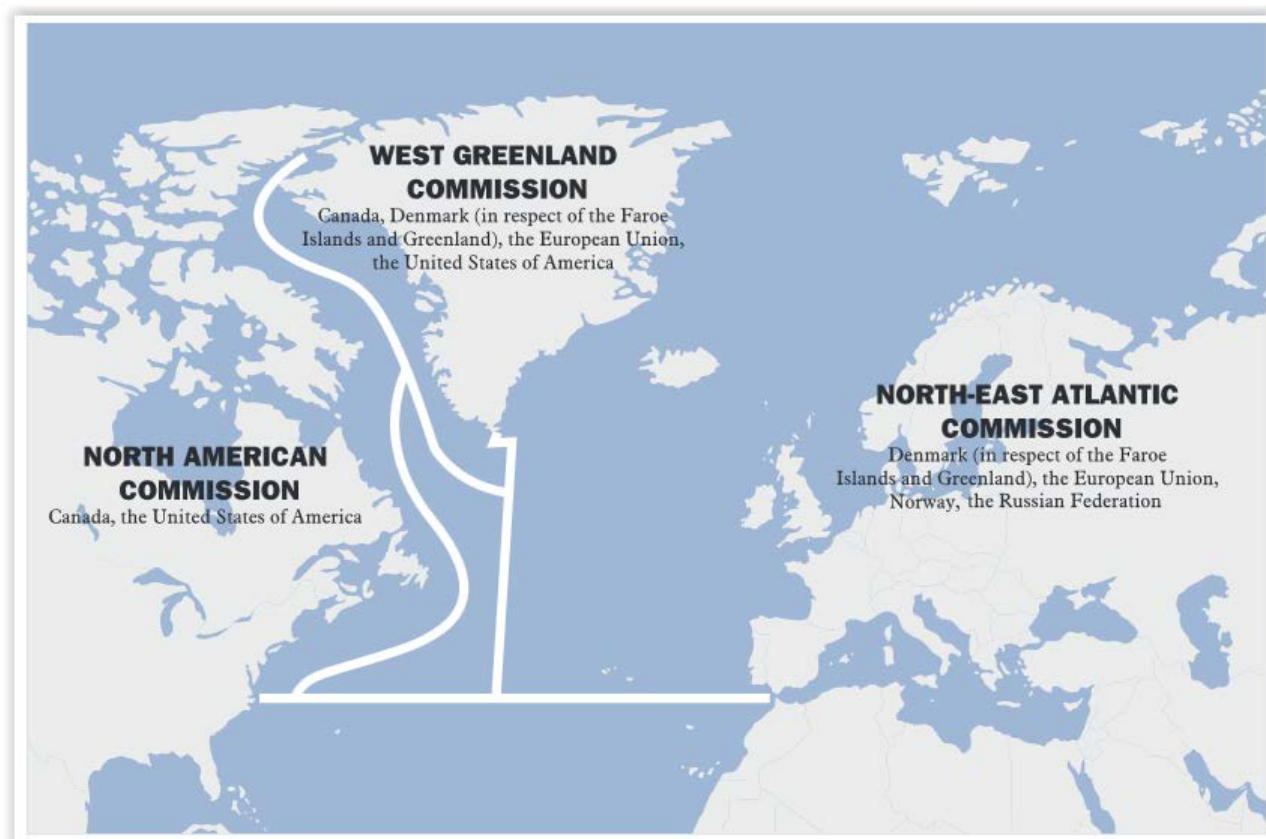 WEST GREENLAND
COMMISSION
Canada, Denmark (in respect of the Faroe
Islands and Greenland), the European Union,
the United States of America
NORTH-EAST ATLANTIC
COMMISSION
Denmark (in respect of the Faroe
Islands and Greenland), the European Union,
Norway, the Russian Federation
NORTH AMERICAN
COMMISSION
Canada, the United States of America